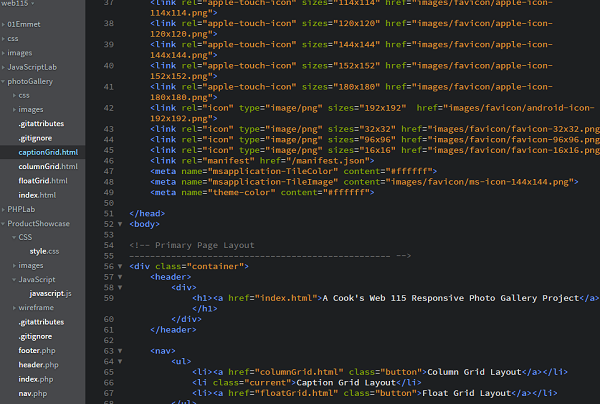 web115
01Emmet
css
images
JavaScriptLab
photoGallery
css
images
.gitattributes
.gitignore
captionGrid.html
columnGrid.html
floatGrid.html
index.html
PHPLab
ProductShowcase
CSS
style.css
images
JavaScript
javascript.js
wireframe
.gitattributes
.gitignore
footer.php
header.php
index.php
nav.php
37 <link rel="apple-touch-icon" sizes="114x114" href="images/favicon/apple-icon-
114x114.png">
38 <link rel="apple-touch-icon" sizes="120x120" href="images/favicon/apple-icon-
120x120.png">
39 <link rel="apple-touch-icon" sizes="144x144" href="images/favicon/apple-icon-
144x144.png">
40 <link rel="apple-touch-icon" sizes="152x152" href="images/favicon/apple-icon-
152x152.png">
41 <link rel="apple-touch-icon" sizes="180x180" href="images/favicon/apple-icon-
180x180.png">
42 <link rel="icon" type="image/png" sizes="192x192"  href="images/favicon/android-icon-
192x192.png">
43 <link rel="icon" type="image/png" sizes="32x32" href="images/favicon/favicon-32x32.png
44 <link rel="icon" type="image/png" sizes="96x96" href="images/favicon/favicon-96x96.png
45 <link rel="icon" type="image/png" sizes="16x16" href="images/favicon/favicon-16x16.png
46 <link rel="manifest" href="/manifest.json">
47 <meta name="msapplication-TileColor" content="#ffffff">
48 <meta name="msapplication-TileImage" content="images/favicon/ms-icon-144x144.png">
49 <meta name="theme-color" content="#ffffff">
50
51 </head>
52 <body>
53
54 <!-- Primary Page Layout
55 –––––––––––––––––––––––––––––––––––––––––––––––––– -->
56 <div class="container">
57 <header>
58 <div>
59 <h1><a href="index.html">A Cook's Web 115 Responsive Photo Gallery Project</a>
</h1>
60 </div>
61 </header>
62
63 <nav>
64 <ul>
65 <li><a href="columnGrid.html" class="button">Column Grid Layout</a></li>
66 <li class="current">Caption Grid Layout</li>
67 <li><a href="floatGrid.html" class="button">Float Grid Layout</a></li>
68 </ul>